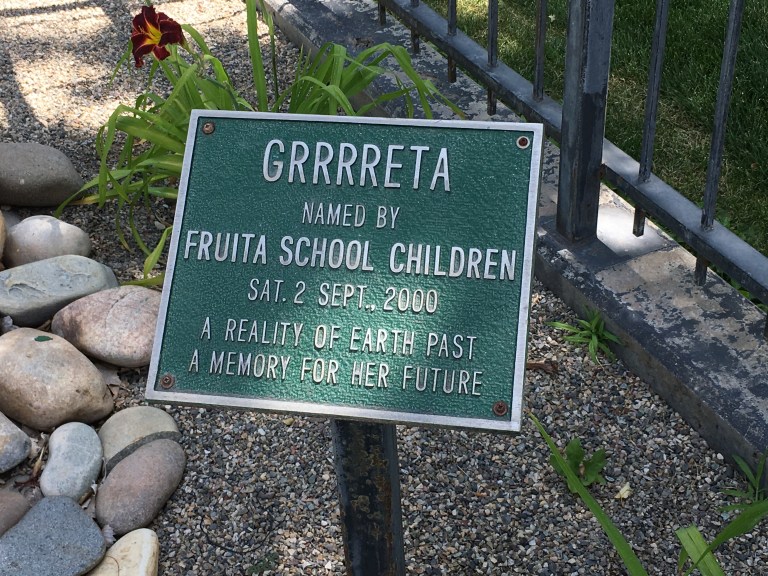 GRRRRETA
NAMED BY
FRUITA SCHOOL CHILDREN
SAT. 2 SEPT., 2000
A REALITY OF EARTH PAST
A MEMORY FOR HER FUTURE